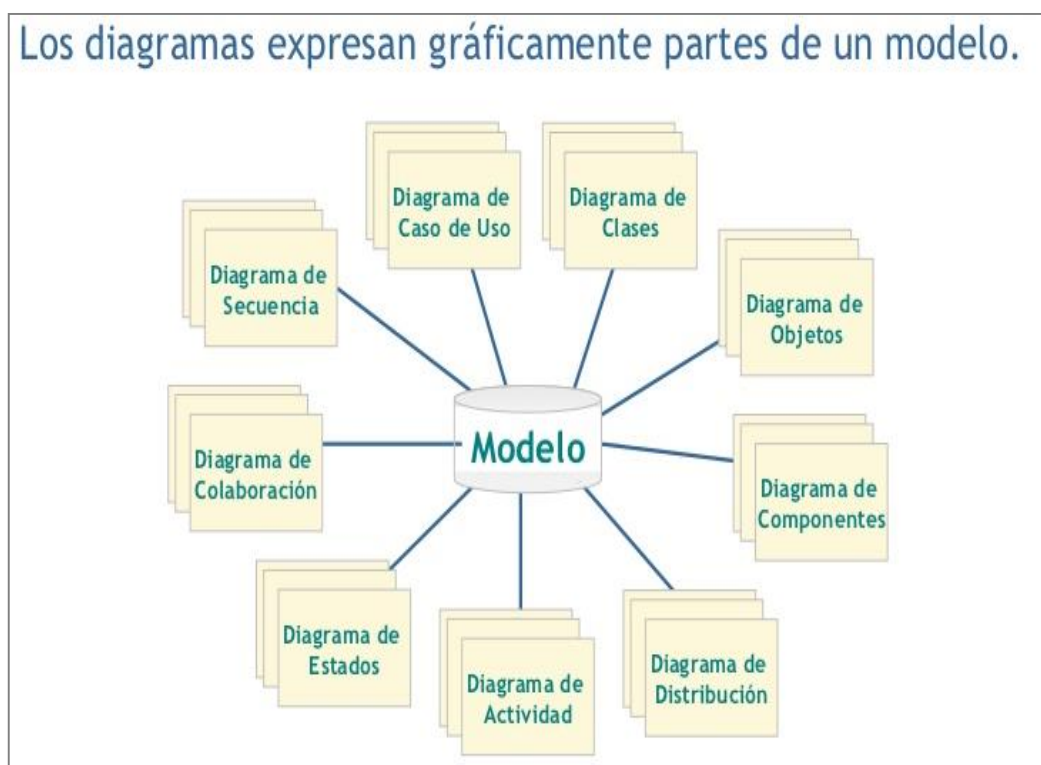 Los diagramas expresan gráficamente partes de un modelo.
Diagrama de
Caso de Uso
Diagrama de
Clases
Diagrama de
Secuencia
Diagrama de
Objetos
Modelo
Diagrama de
Colaboración
Diagrama de
Componentes
Diagrama de
Estados
Diagrama de
Actividad
Diagrama de
Distribución